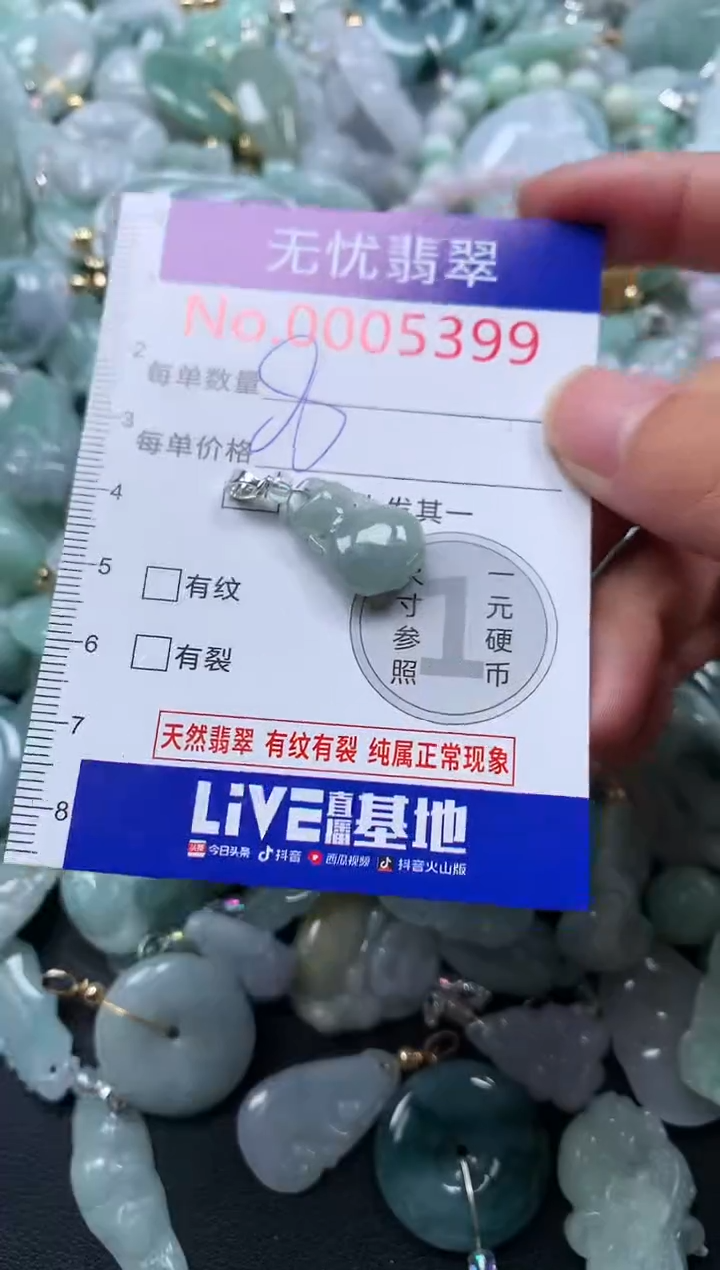 无忧翡翠
No.0005399
2
每单数量
3
每单价格
4
发其一
5
有纹
一元硬币
寸参照
1
6
有裂
7
天然翡翠 有纹有裂 纯属正常现象
8
LiVE直播基地
头条 今日头条 抖音 西瓜视频 抖音火山版